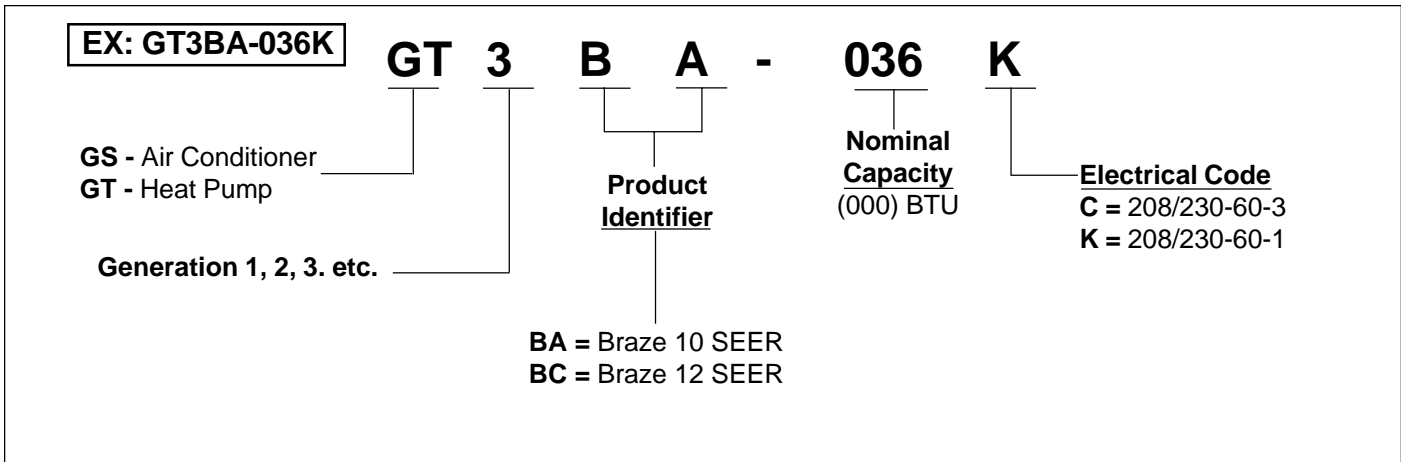 EX: GT3BA-036K
GT 3 B A - 036 K
GS - Air Conditioner
GT - Heat Pump
Generation 1, 2, 3. etc.
Product
Identifier
BA = Braze 10 SEER
BC = Braze 12 SEER
Nominal
Capacity
(000) BTU
Electrical Code
C = 208/230-60-3
K = 208/230-60-1